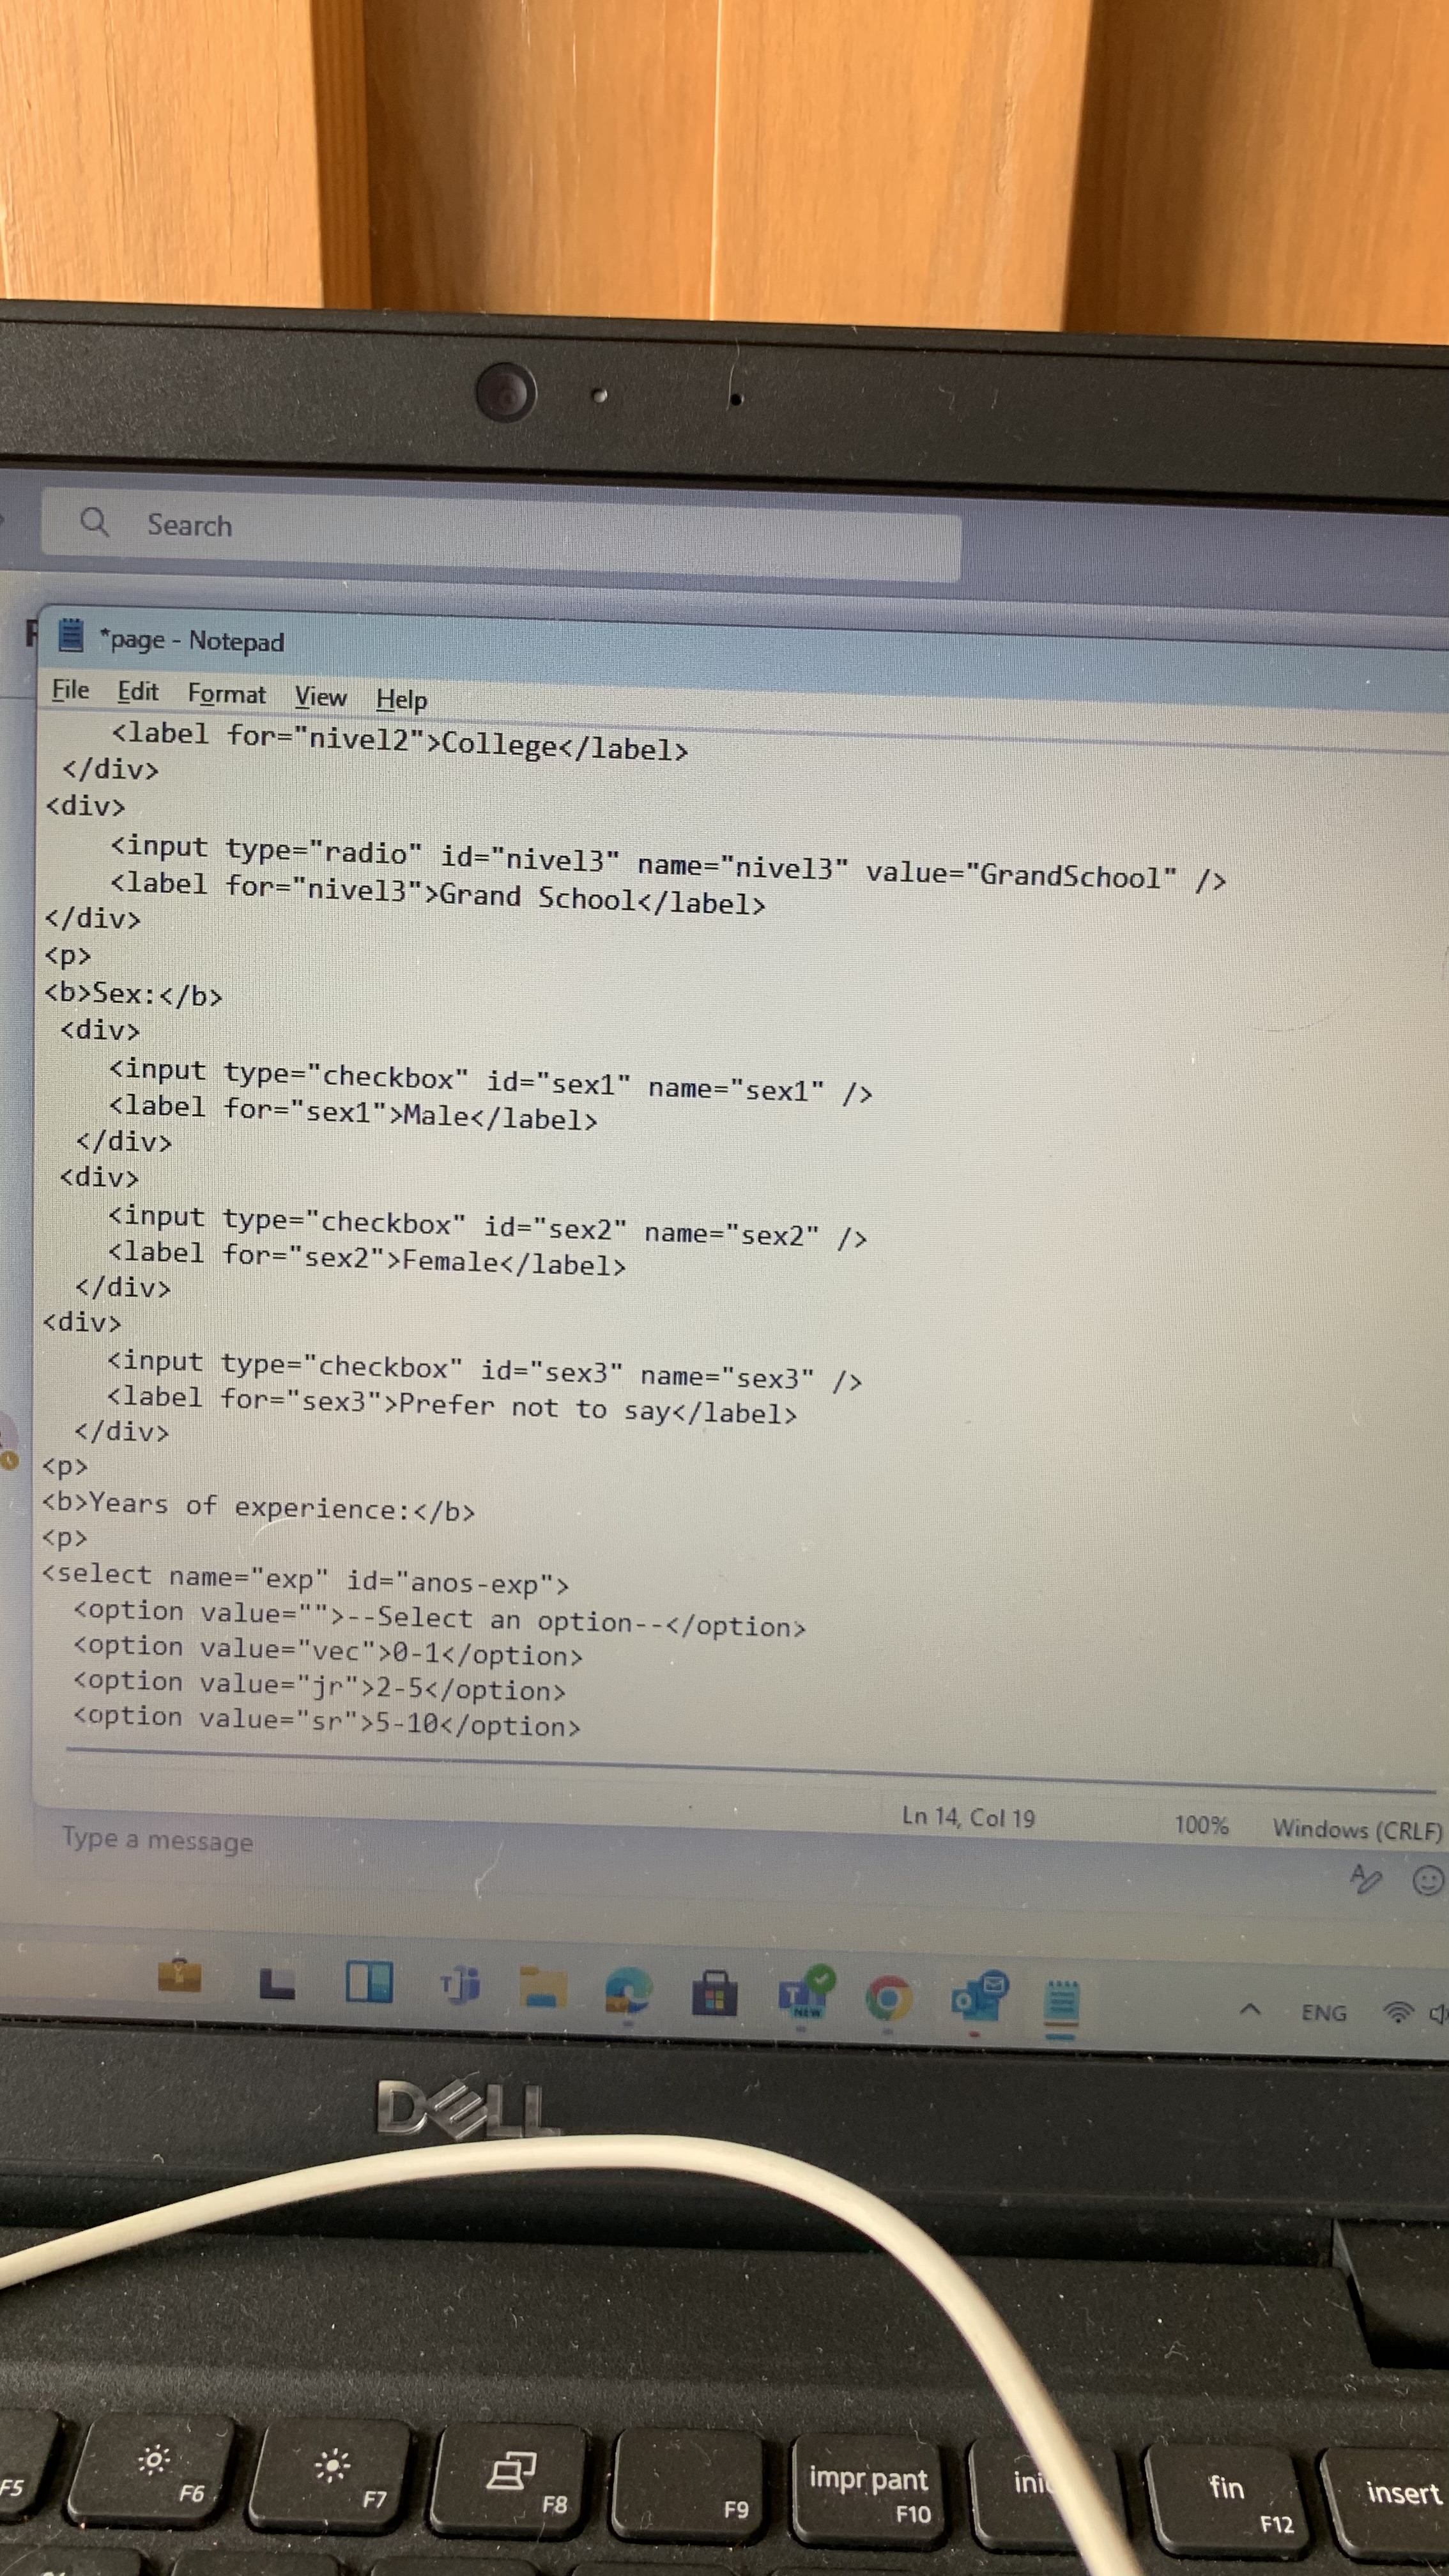 Search
*page - Notepad
File Edit Format View Help
<label for="nivel2">College</label>
</div>
<div>
<input type="radio" id="nivel3" name="nivel3" value="GrandSchool" />
<label for="nivel3">Grand School</label>
</div>
<p>
<b>Sex:</b>
<div>
<input type="checkbox" id="sex1" name="sex1" />
<label for="sex1">Male</label>
</div>
<div>
<input type="checkbox" id="sex2" name="sex2" />
<label for="sex2">Female</label>
</div>
<div>
<input type="checkbox" id="sex3" name="sex3" />
<label for="sex3">Prefer not to say</label>
</div>
<p>
<b>Years of experience:</b>
<p>
<select name="exp" id="anos-exp">
<option value="">--Select an option--</option>
<option value="vec">0-1</option>
<option value="jr">2-5</option>
<option value="sr">5-10</option>
Ln 14, Col 19 100% Windows (CRLF)
Type a message
NEW
ENG
DELL
F5 F6 F7 F8 F9 impr pant F10 fin F12 insert